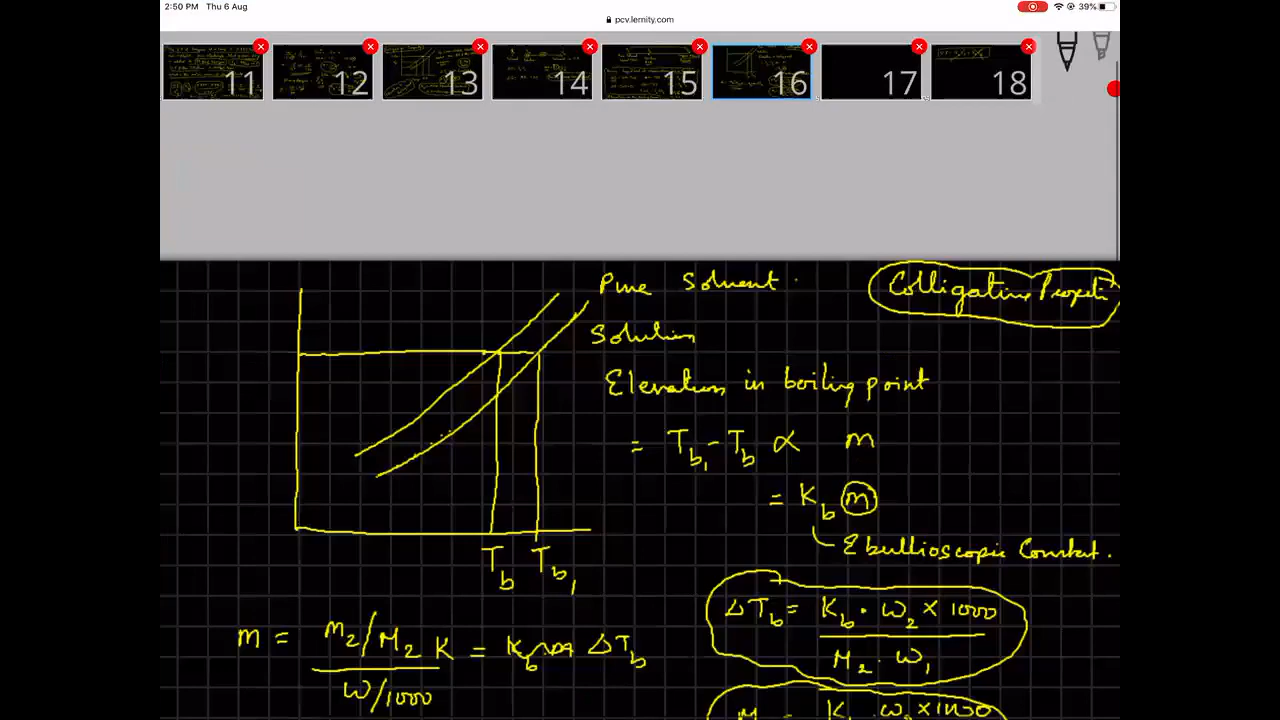 2:50 PM Thu 6 Aug
39%
pcv.lernity.com
11 12 13 14 15 16 17 18
Pure Solvent
Colligative Properti
Solution
Elevation in boiling point
= Tb1 - Tb ∝ m
= Kb m
Ebullioscopic Constant.
Tb Tb1
ΔTb = Kb . w2 × 1000
M2 . w1
m = m2/M2 K = Kb ΔTb
W/1000